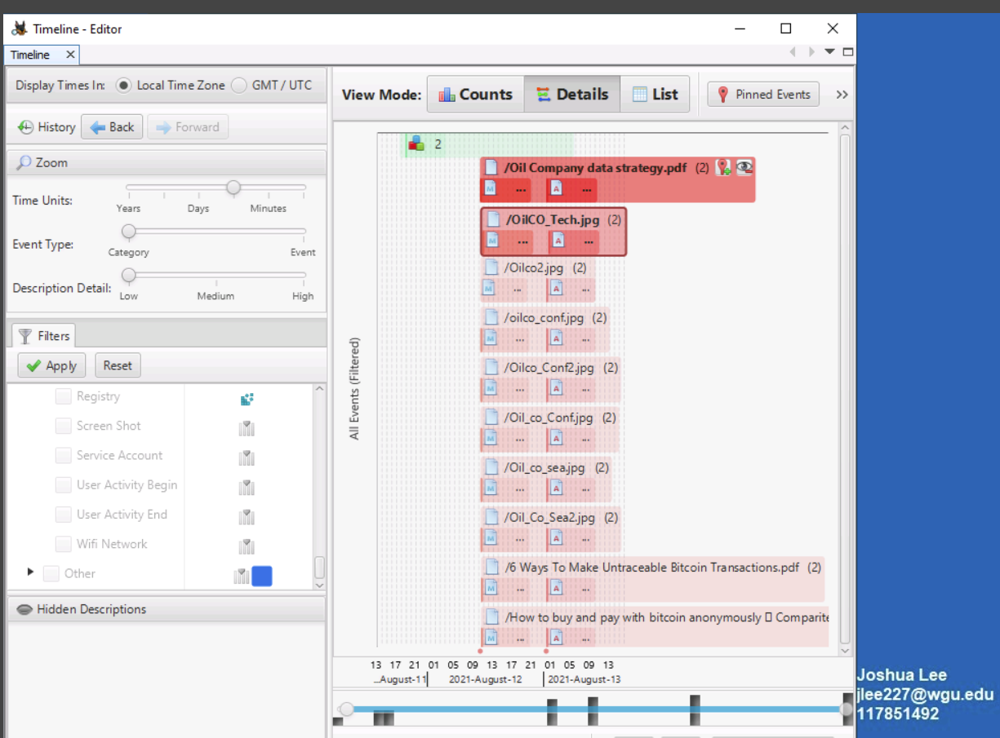 Timeline - Editor
Timeline
Display Times In: Local Time Zone GMT / UTC
History Back Forward
Zoom
Time Units:
Years Days Minutes
Event Type:
Category Event
Description Detail:
Low Medium High
Filters
Apply Reset
Registry
Screen Shot
Service Account
User Activity Begin
User Activity End
Wifi Network
Other
Hidden Descriptions
View Mode: Counts Details List Pinned Events
All Events (Filtered)
2
/Oil Company data strategy.pdf (2)
M ... A ...
/OilCO_Tech.jpg (2)
M ... A ...
/Oilco2.jpg (2)
M ... A ...
/oilco_conf.jpg (2)
M ... A ...
/Oilco_Conf2.jpg (2)
M ... A ...
/Oil_co_Conf.jpg (2)
M ... A ...
/Oil_co_sea.jpg (2)
M ... A ...
/Oil_Co_Sea2.jpg (2)
M ... A ...
/6 Ways To Make Untraceable Bitcoin Transactions.pdf (2)
M ... A ...
/How to buy and pay with bitcoin anonymously ▯ Comparite
M ... A ...
13 17 21 01 05 09 13 17 21 01 05 09 13
...August-11 2021-August-12 2021-August-13
Joshua Lee
jlee227@wgu.edu
117851492